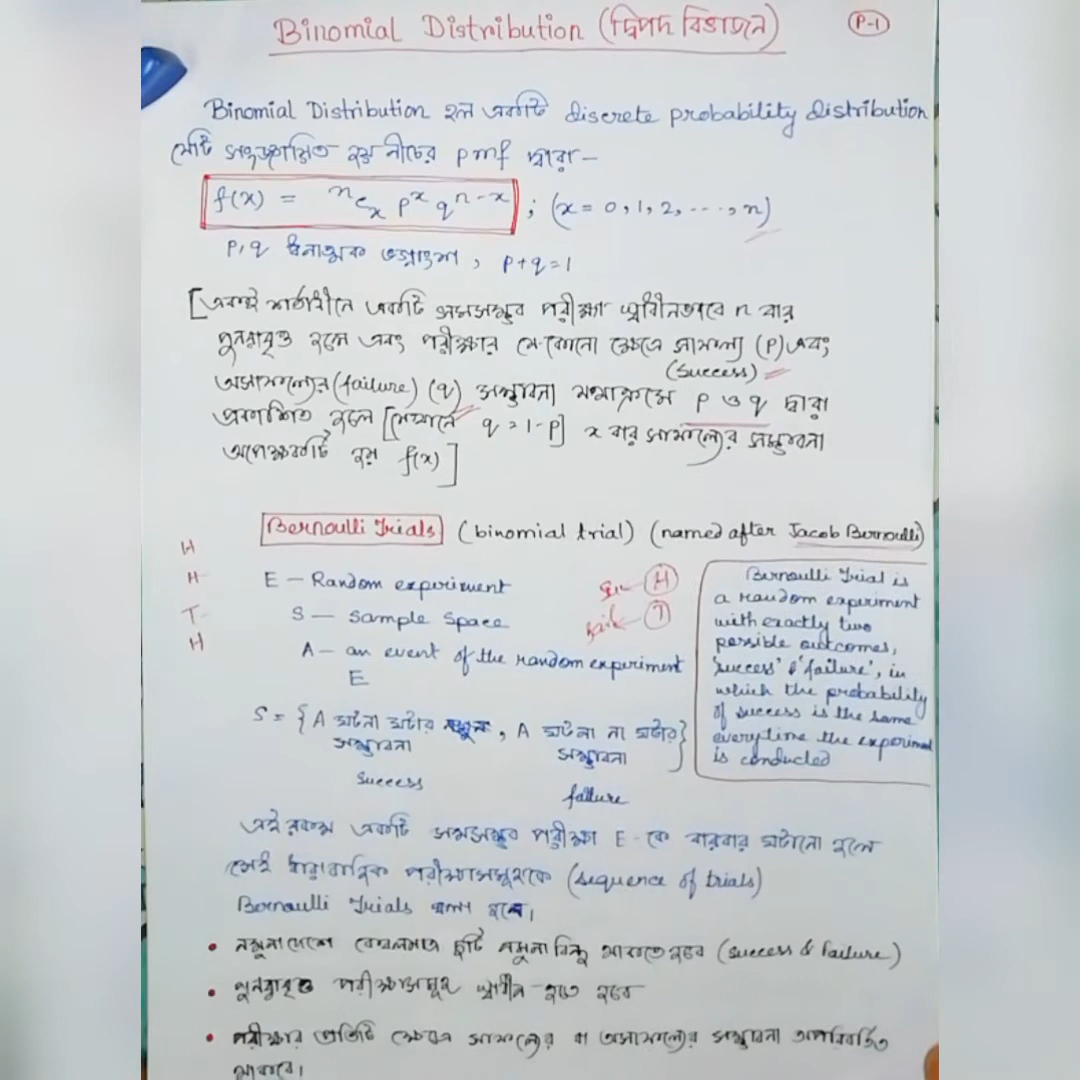 Binomial Distribution (দ্বিপদ বিভাজন)
P-1
Binomial Distribution হল একটি discrete probability distribution
যেটি সংজ্ঞায়িত হয় নীচের pmf দ্বারা—
f(x) = ⁿCₓ pˣ qⁿ⁻ˣ ; (x = 0, 1, 2, ----, n)
p, q ধনাত্মক ভগ্নাংশ, p+q=1
[একই শর্তাধীনে একটি সমসম্ভব পরীক্ষা স্বাধীনভাবে n বার
পুনরাবৃত্ত হলে এবং পরীক্ষার যে-কোনো ক্ষেত্রে সাফল্য (P) এবং
(success)
অসাফল্যের (failure) (q) সম্ভাবনা যথাক্রমে p ও q দ্বারা
প্রকাশিত হলে [যেখানে q = 1-p] x বার সাফল্যের সম্ভাবনা
অপেক্ষকটি হয় f(x)]
Bernoulli Trials (binomial trial) (named after Jacob Bernoulli)
H
H
T
H
E — Random experiment
S — Sample Space
A — an event of the random experiment
E
H
T
S = {A ঘটনা ঘটার, A ঘটনা না ঘটার}
সম্ভাবনা সম্ভাবনা
Success failure
Bernoulli Trial is
a random experiment
with exactly two
possible outcomes,
'success' & 'failure', in
which the probability
of success is the same
everytime the experiment
is conducted
এই রকম একটি সমসম্ভব পরীক্ষা E-কে বারবার ঘটানো হলে
সেই ধারাবাহিক পরীক্ষাসমূহকে (sequence of trials)
Bernoulli Trials বলা হবে।
• নমুনাদেশে কেবলমাত্র দুটি নমুনা বিন্দু থাকতে হবে (success & failure)
• পুনরাবৃত্ত পরীক্ষাসমূহ স্বাধীন হতে হবে
• পরীক্ষার প্রতিটি ক্ষেত্রে সাফল্যের বা অসাফল্যের সম্ভাবনা অপরিবর্তিত
থাকবে।